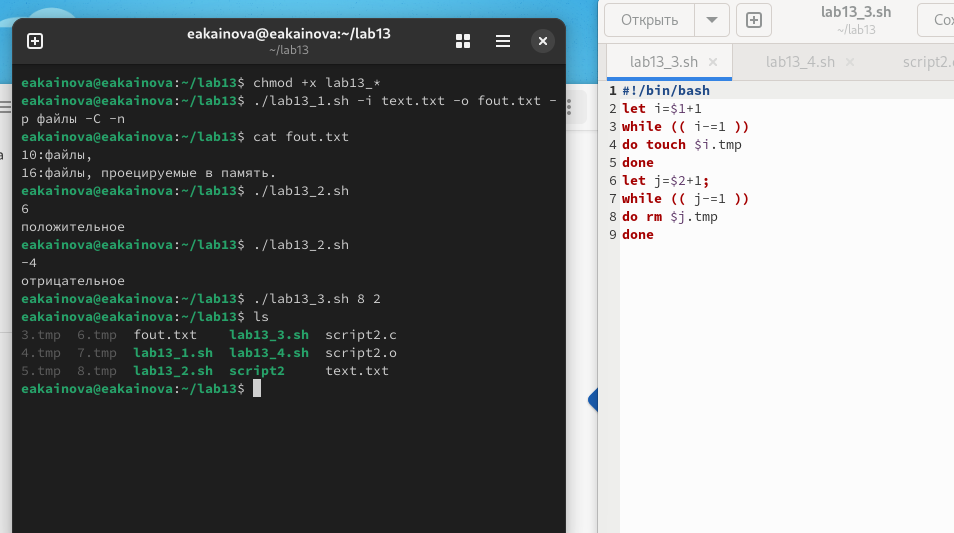 eakainova@eakainova:~/lab13
~/lab13
eakainova@eakainova:~/lab13$ chmod +x lab13_*
eakainova@eakainova:~/lab13$ ./lab13_1.sh -i text.txt -o fout.txt -
p файлы -C -n
eakainova@eakainova:~/lab13$ cat fout.txt
10:файлы,
16:файлы, проецируемые в память.
eakainova@eakainova:~/lab13$ ./lab13_2.sh
6
положительное
eakainova@eakainova:~/lab13$ ./lab13_2.sh
-4
отрицательное
eakainova@eakainova:~/lab13$ ./lab13_3.sh 8 2
eakainova@eakainova:~/lab13$ ls
3.tmp 6.tmp fout.txt lab13_3.sh script2.c
4.tmp 7.tmp lab13_1.sh lab13_4.sh script2.o
5.tmp 8.tmp lab13_2.sh script2 text.txt
eakainova@eakainova:~/lab13$
Открыть
lab13_3.sh
~/lab13
lab13_3.sh
lab13_4.sh
1 #!/bin/bash
2 let i=$1+1
3 while (( i-=1 ))
4 do touch $i.tmp
5 done
6 let j=$2+1;
7 while (( j-=1 ))
8 do rm $j.tmp
9 done